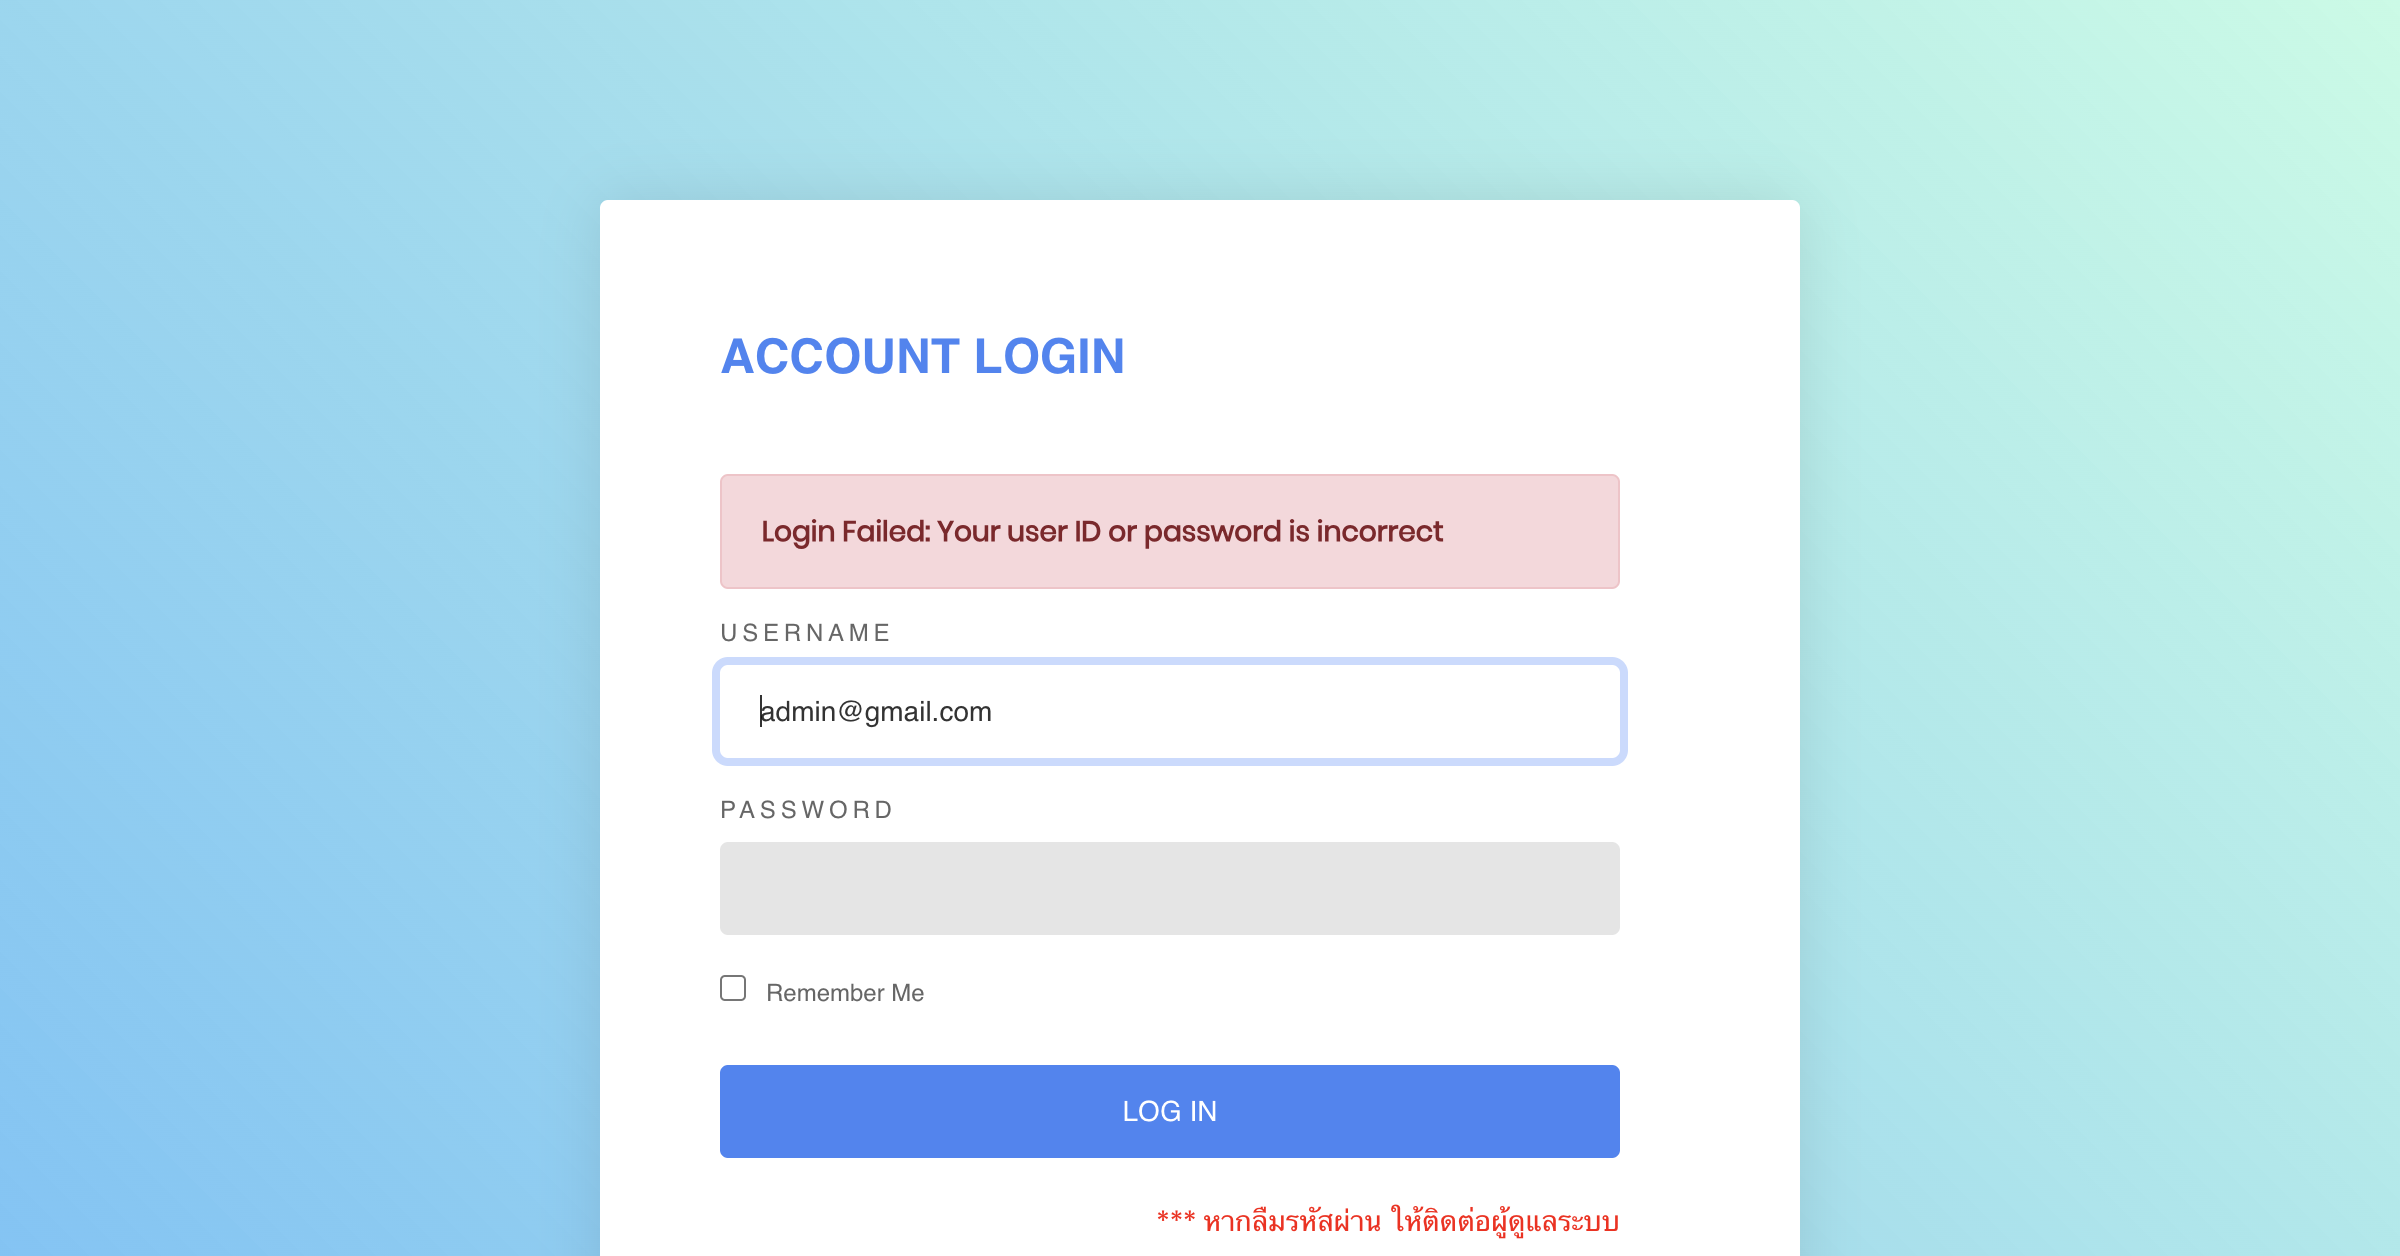 ACCOUNT LOGIN
Login Failed: Your user ID or password is incorrect
USERNAME
admin@gmail.com
PASSWORD
Remember Me
LOG IN
*** หากลืมรหัสผ่าน ให้ติดต่อผู้ดูแลระบบ